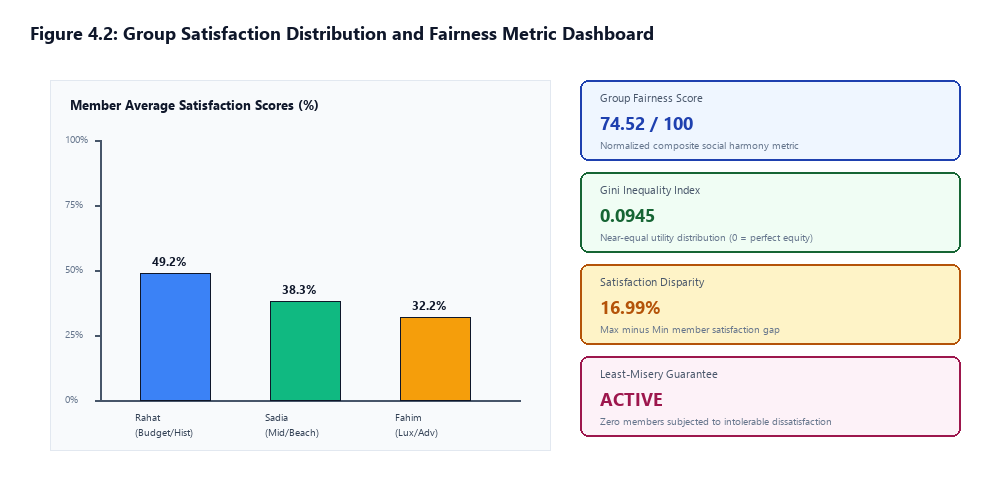 Figure 4.2: Group Satisfaction Distribution and Fairness Metric Dashboard
Member Average Satisfaction Scores (%)
100%
75%
50%
25%
0%
49.2%
38.3%
32.2%
Rahat
(Budget/Hist)
Sadia
(Mid/Beach)
Fahim
(Lux/Adv)
Group Fairness Score
74.52 / 100
Normalized composite social harmony metric
Gini Inequality Index
0.0945
Near-equal utility distribution (0 = perfect equity)
Satisfaction Disparity
16.99%
Max minus Min member satisfaction gap
Least-Misery Guarantee
ACTIVE
Zero members subjected to intolerable dissatisfaction